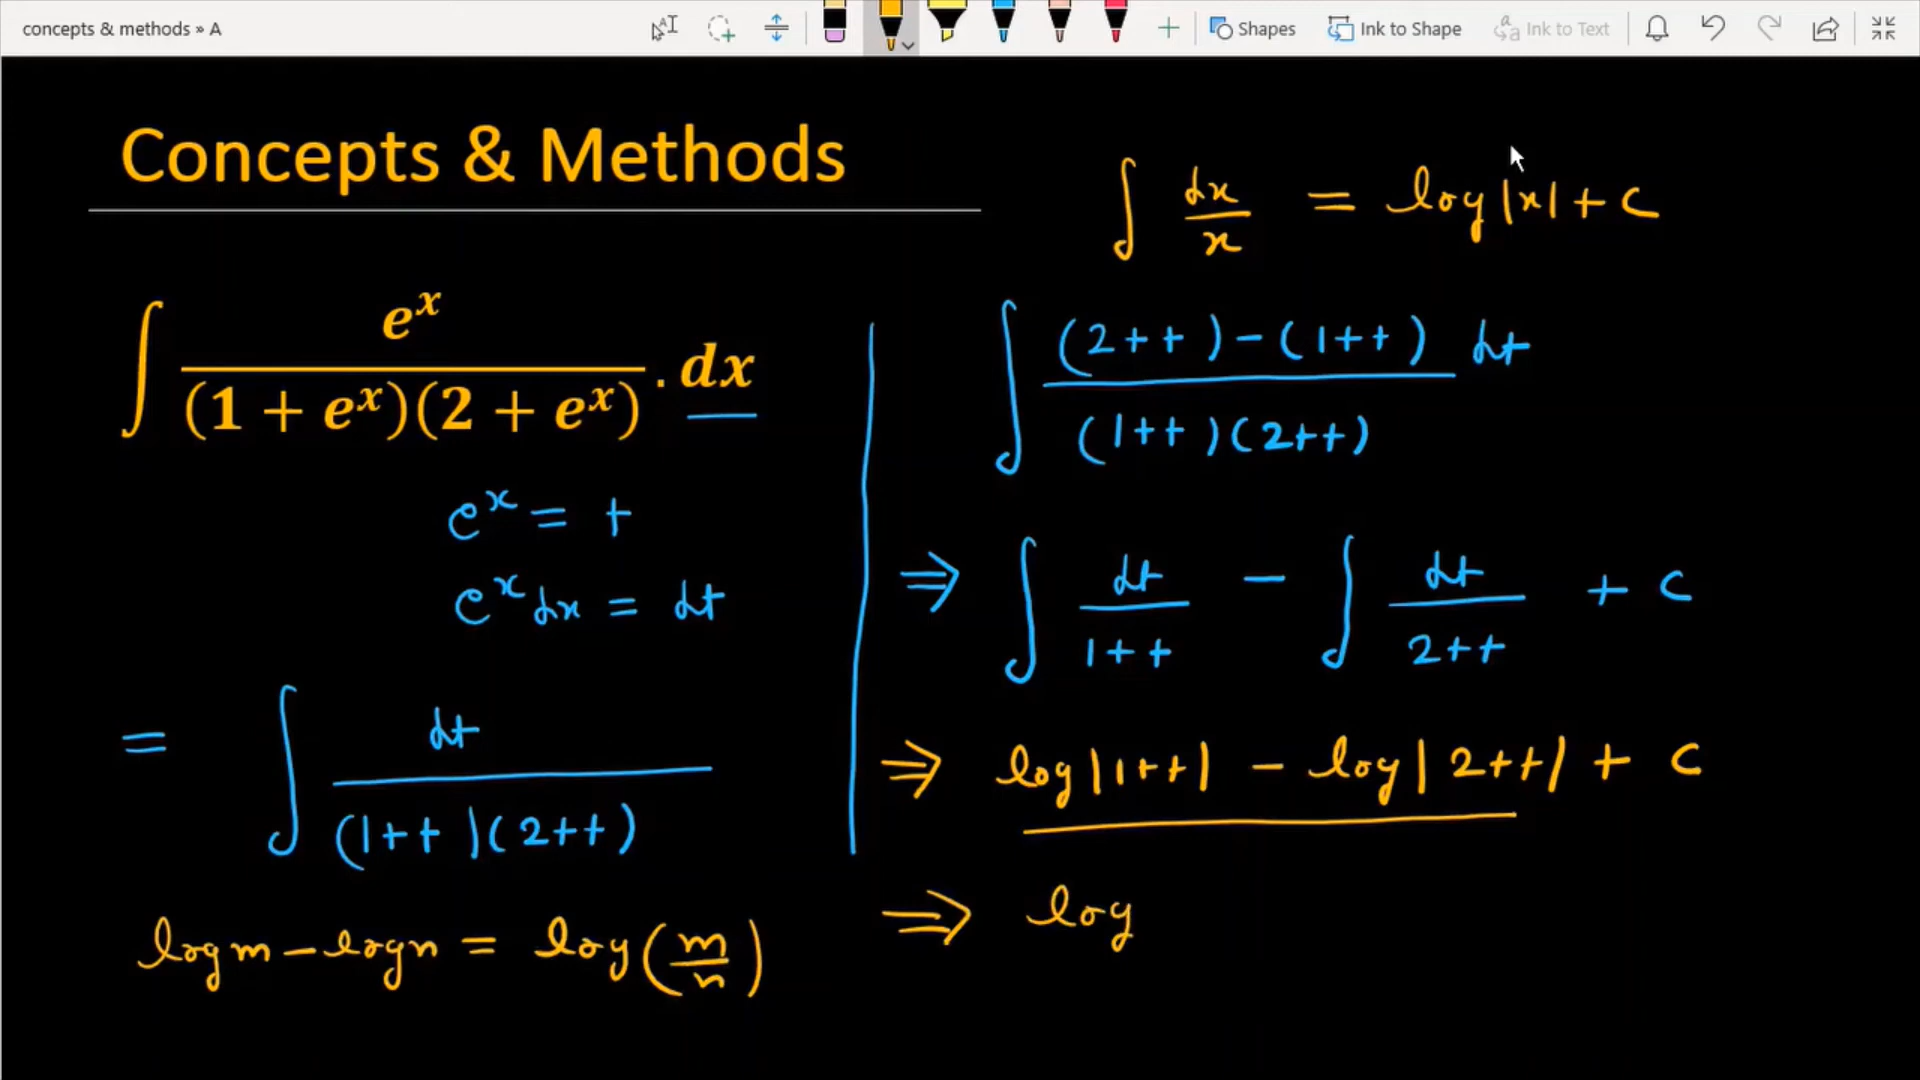 concepts & methods » A
Shapes Ink to Shape Ink to Text
Concepts & Methods
∫ dx/x = log|x| + c
∫ e^x / (1 + e^x)(2 + e^x) . dx
e^x = t
e^x dx = dt
= ∫ dt / (1+t)(2+t)
log m - log n = log (m/n)
∫ (2+t) - (1+t) / (1+t)(2+t) dt
⇒ ∫ dt/1+t - ∫ dt/2+t + c
⇒ log|1+t| - log|2+t| + c
⇒ log